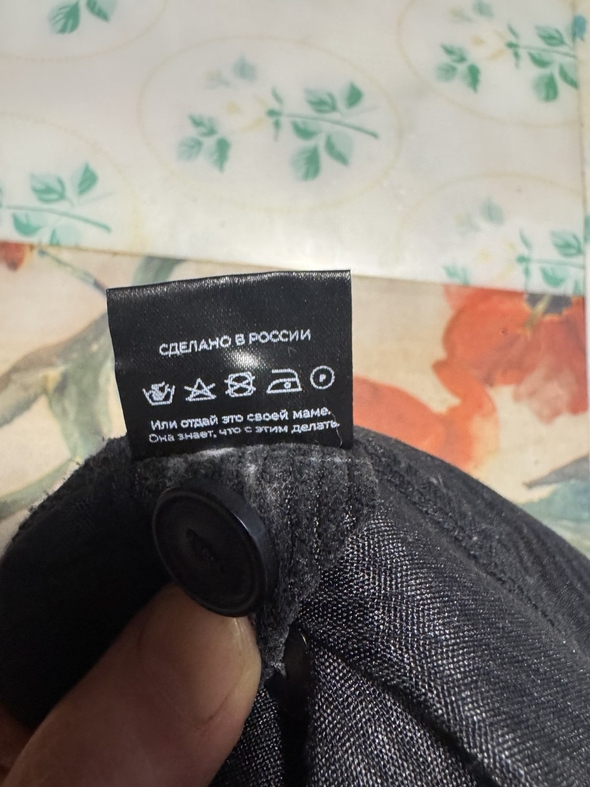 СДЕЛАНО В РОССИИ
P
Или отдай это своей маме.
Она знает, что с этим делать.